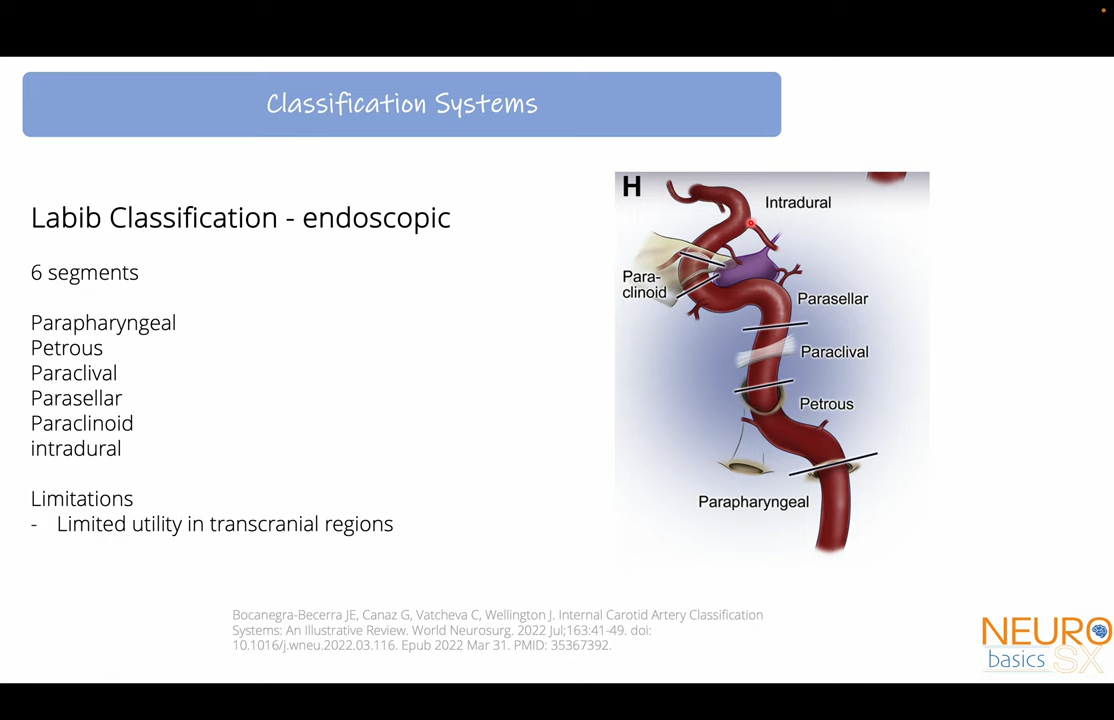 Classification Systems
Labib Classification - endoscopic
6 segments
Parapharyngeal
Petrous
Paraclival
Parasellar
Paraclinoid
intradural
Limitations
- Limited utility in transcranial regions
H
Intradural
Para-
clinoid
Parasellar
Paraclival
Petrous
Parapharyngeal
Bocanegra-Becerra JE, Canaz G, Vatcheva C, Wellington J. Internal Carotid Artery Classification
Systems: An Illustrative Review. World Neurosurg. 2022 Jul;163:41-49. doi:
10.1016/j.wneu.2022.03.116. Epub 2022 Mar 31. PMID: 35367392.
NEURO
basics SX